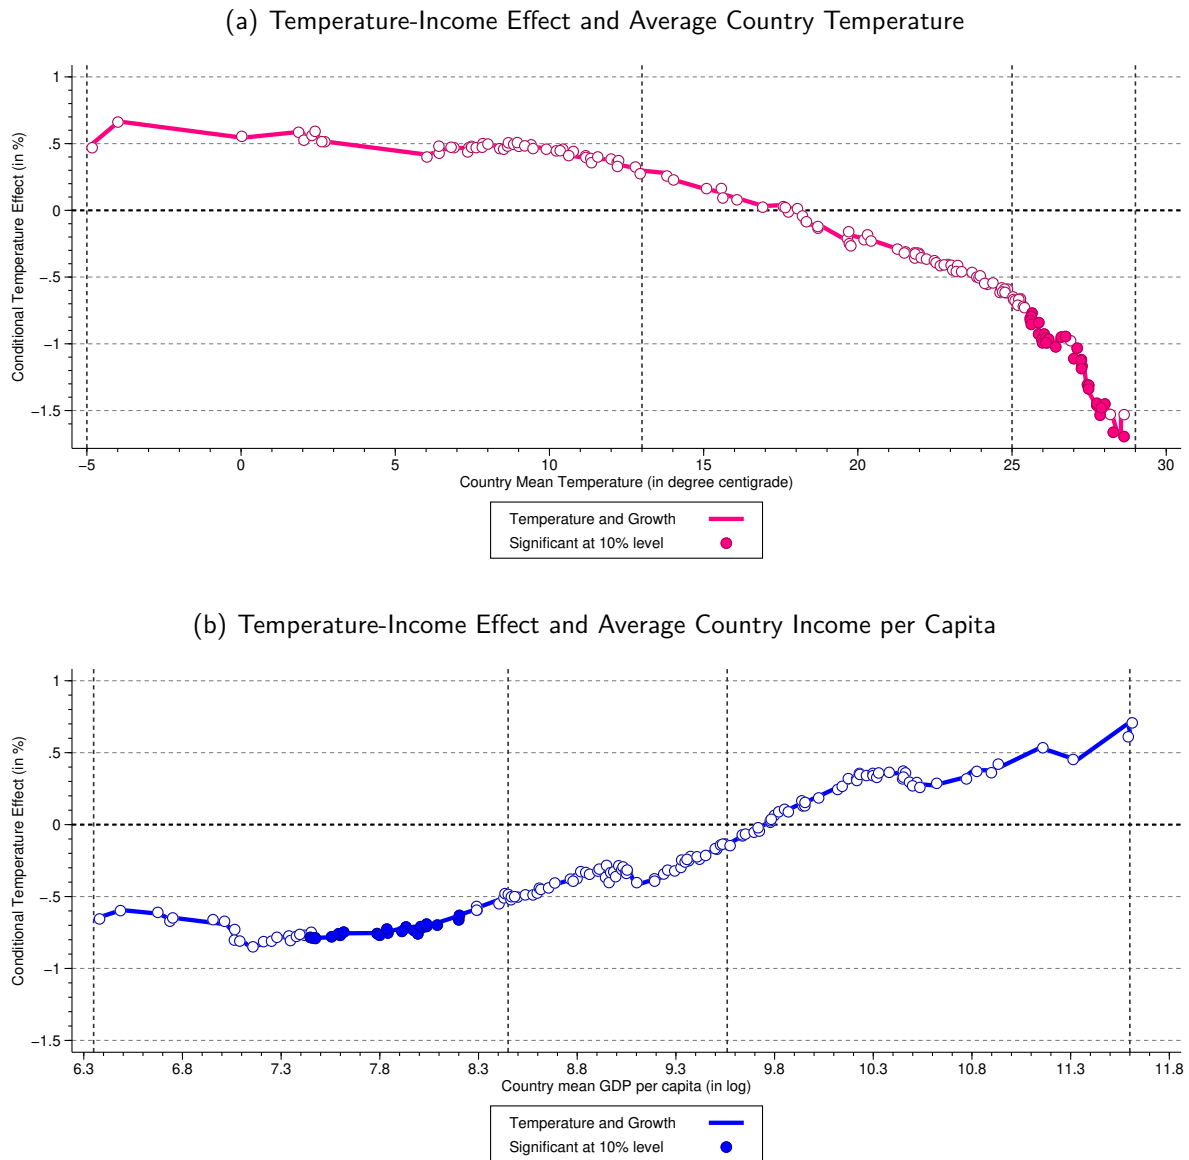 (a) Temperature-Income Effect and Average Country Temperature
Conditional Temperature Effect (in %)
1
.5
0
−.5
−1
−1.5
−5 0 5 10 15 20 25 30
Country Mean Temperature (in degree centigrade)
Temperature and Growth
Significant at 10% level
(b) Temperature-Income Effect and Average Country Income per Capita
Conditional Temperature Effect (in %)
1
.5
0
−.5
−1
−1.5
6.3 6.8 7.3 7.8 8.3 8.8 9.3 9.8 10.3 10.8 11.3 11.8
Country mean GDP per capita (in log)
Temperature and Growth
Significant at 10% level